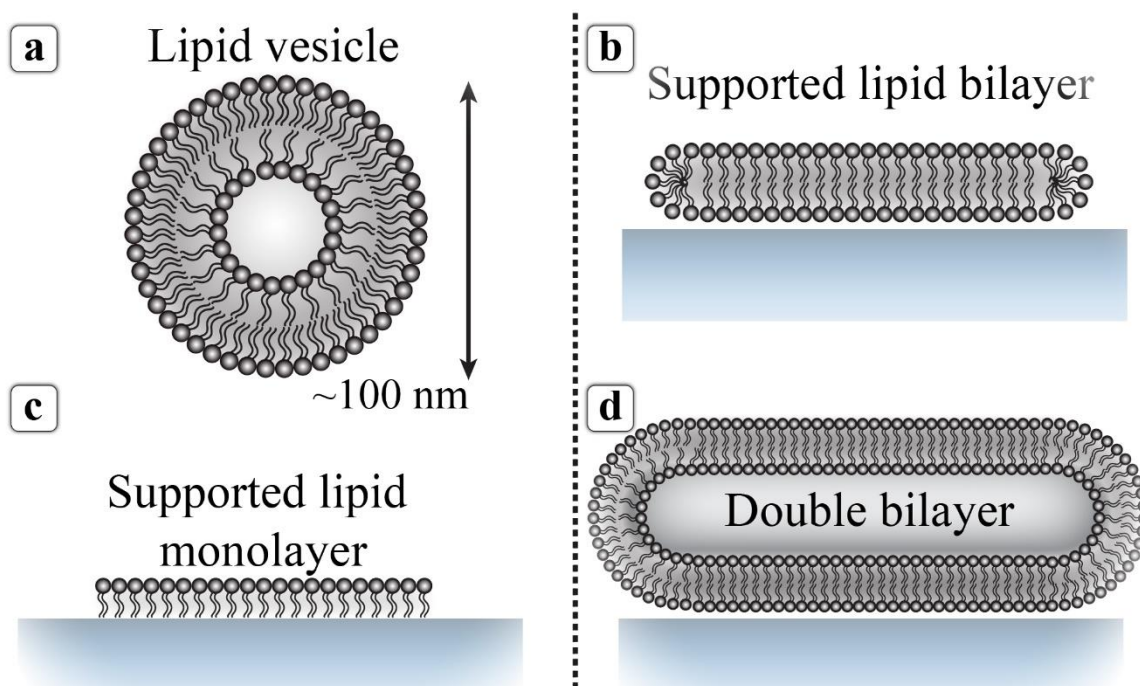 a
Lipid vesicle
~100 nm
b
Supported lipid bilayer
c
Supported lipid
monolayer
d
Double bilayer